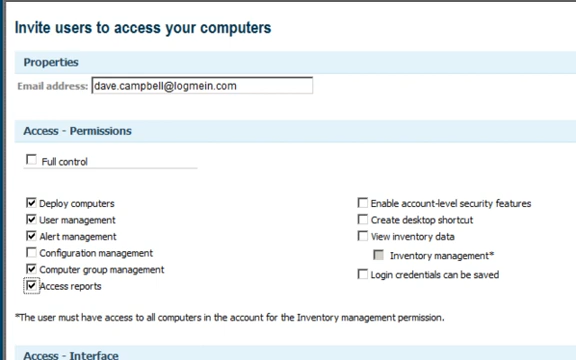 Invite users to access your computers
Properties
Email address: dave.campbell@logmein.com
Access - Permissions
Full control
Deploy computers
User management
Alert management
Configuration management
Computer group management
Access reports
Enable account-level security features
Create desktop shortcut
View inventory data
Inventory management*
Login credentials can be saved
*The user must have access to all computers in the account for the Inventory management permission.
Access - Interface